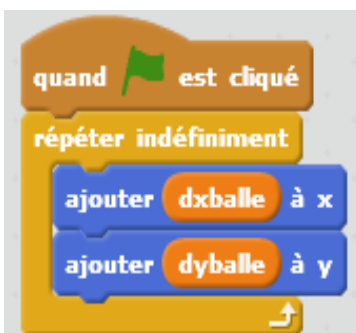 quand est cliqué
répéter indéfiniment
ajouter dxballe à x
ajouter dyballe à y